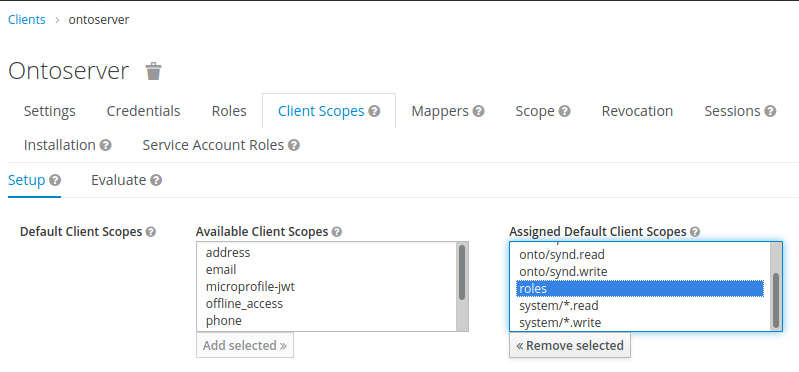 Clients › ontoserver
Ontoserver
Settings Credentials Roles Client Scopes Mappers Scope Revocation Sessions
Installation Service Account Roles
Setup Evaluate
Default Client Scopes Available Client Scopes Assigned Default Client Scopes
address
email
microprofile-jwt
offline_access
phone
Add selected »
onto/synd.read
onto/synd.write
roles
system/*.read
system/*.write
« Remove selected